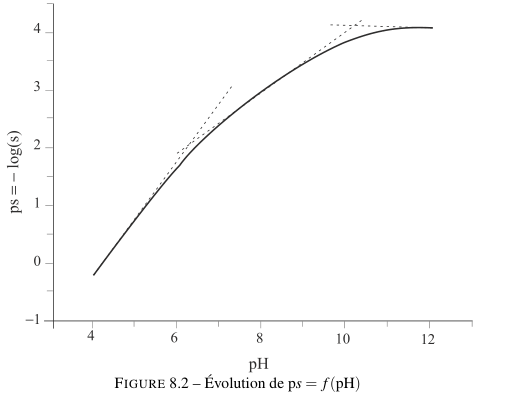 4
3
2
1
0
−1
ps = − log(s)
4 6 8 10 12
pH
FIGURE 8.2 – Évolution de ps = f(pH)